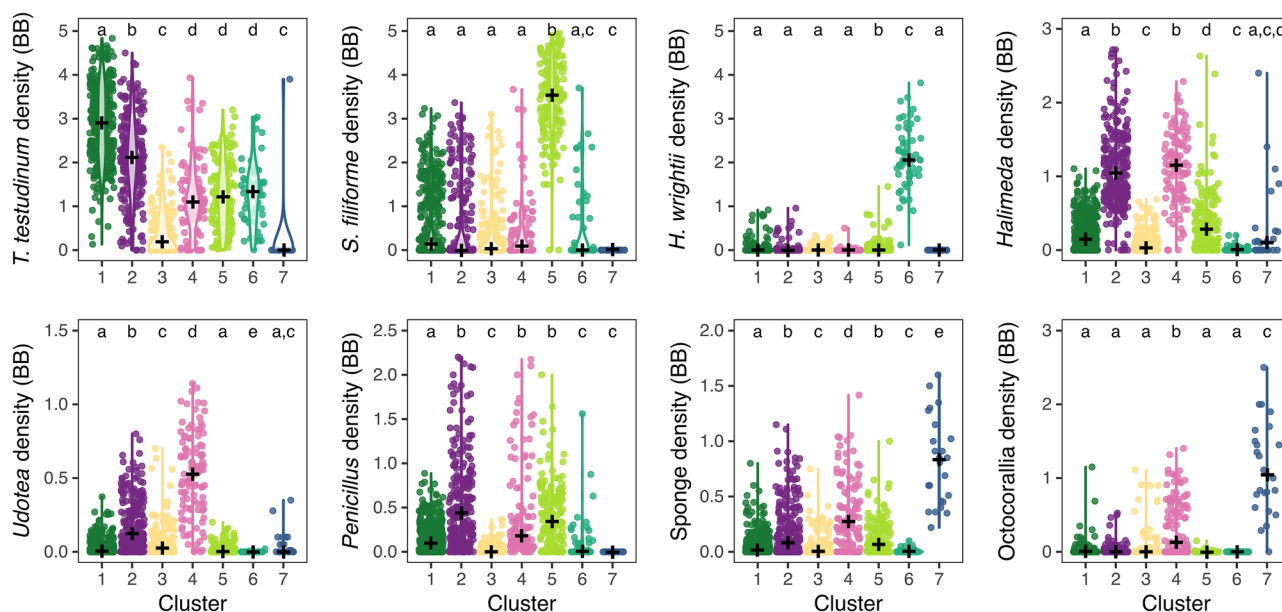 T. testudinum density (BB)
5
4
3
2
1
0
a b c d d d c
1 2 3 4 5 6 7
S. filiforme density (BB)
5
4
3
2
1
0
a a a a b a,c c
1 2 3 4 5 6 7
H. wrightii density (BB)
5
4
3
2
1
0
a a a a b c a
1 2 3 4 5 6 7
Halimeda density (BB)
3
2
1
0
a b c b d c a,c,d
1 2 3 4 5 6 7
Udotea density (BB)
1.5
1.0
0.5
0.0
a b c d a e a,c
1 2 3 4 5 6 7
Cluster
Penicillus density (BB)
2.5
2.0
1.5
1.0
0.5
0.0
a b c b b c c
1 2 3 4 5 6 7
Cluster
Sponge density (BB)
2.0
1.5
1.0
0.5
0.0
a b c d b c e
1 2 3 4 5 6 7
Cluster
Octocorallia density (BB)
3
2
1
0
a a a b a a c
1 2 3 4 5 6 7
Cluster